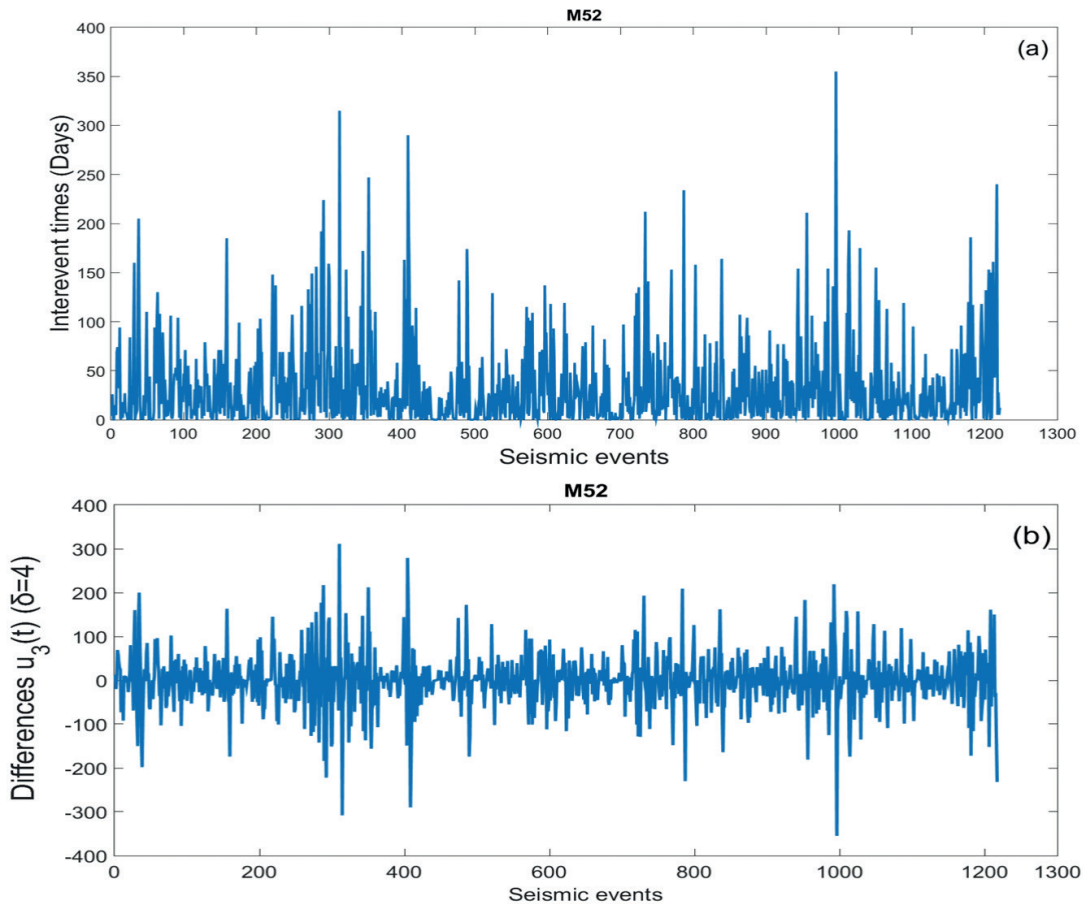 M52
(a)
Interevent times (Days)
400
350
300
250
200
150
100
50
0
0 100 200 300 400 500 600 700 800 900 1000 1100 1200 1300
Seismic events
M52
(b)
Differences u_3(t) (δ=4)
400
300
200
100
0
-100
-200
-300
-400
0 200 400 600 800 1000 1200 1300
Seismic events